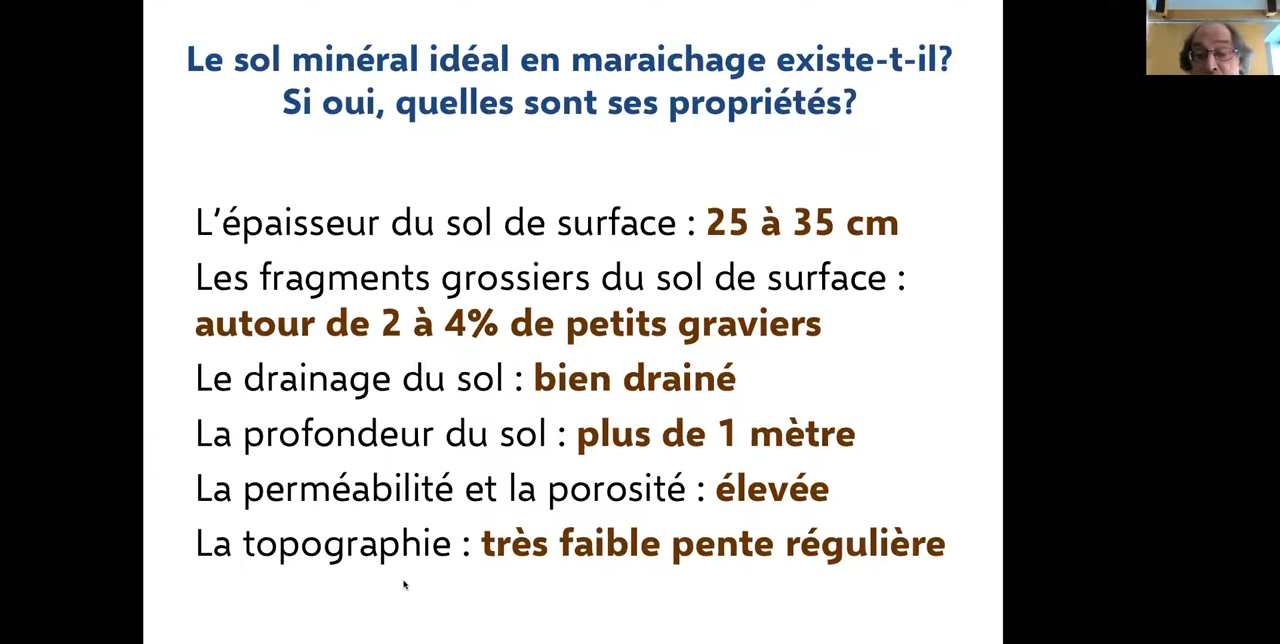 Le sol minéral idéal en maraichage existe-t-il?
Si oui, quelles sont ses propriétés?
L’épaisseur du sol de surface : 25 à 35 cm
Les fragments grossiers du sol de surface :
autour de 2 à 4% de petits graviers
Le drainage du sol : bien drainé
La profondeur du sol : plus de 1 mètre
La perméabilité et la porosité : élevée
La topographie : très faible pente régulière